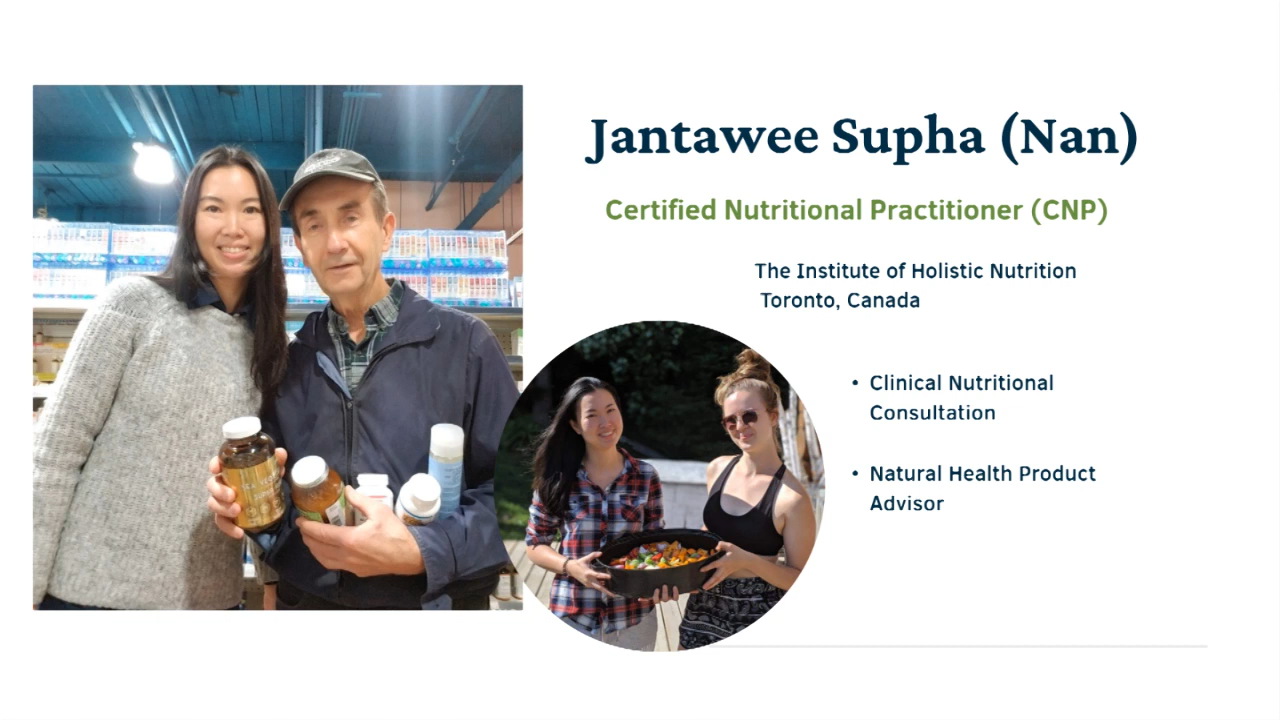 Jantawee Supha (Nan)
Certified Nutritional Practitioner (CNP)
The Institute of Holistic Nutrition
Toronto, Canada
• Clinical Nutritional
Consultation
• Natural Health Product
Advisor